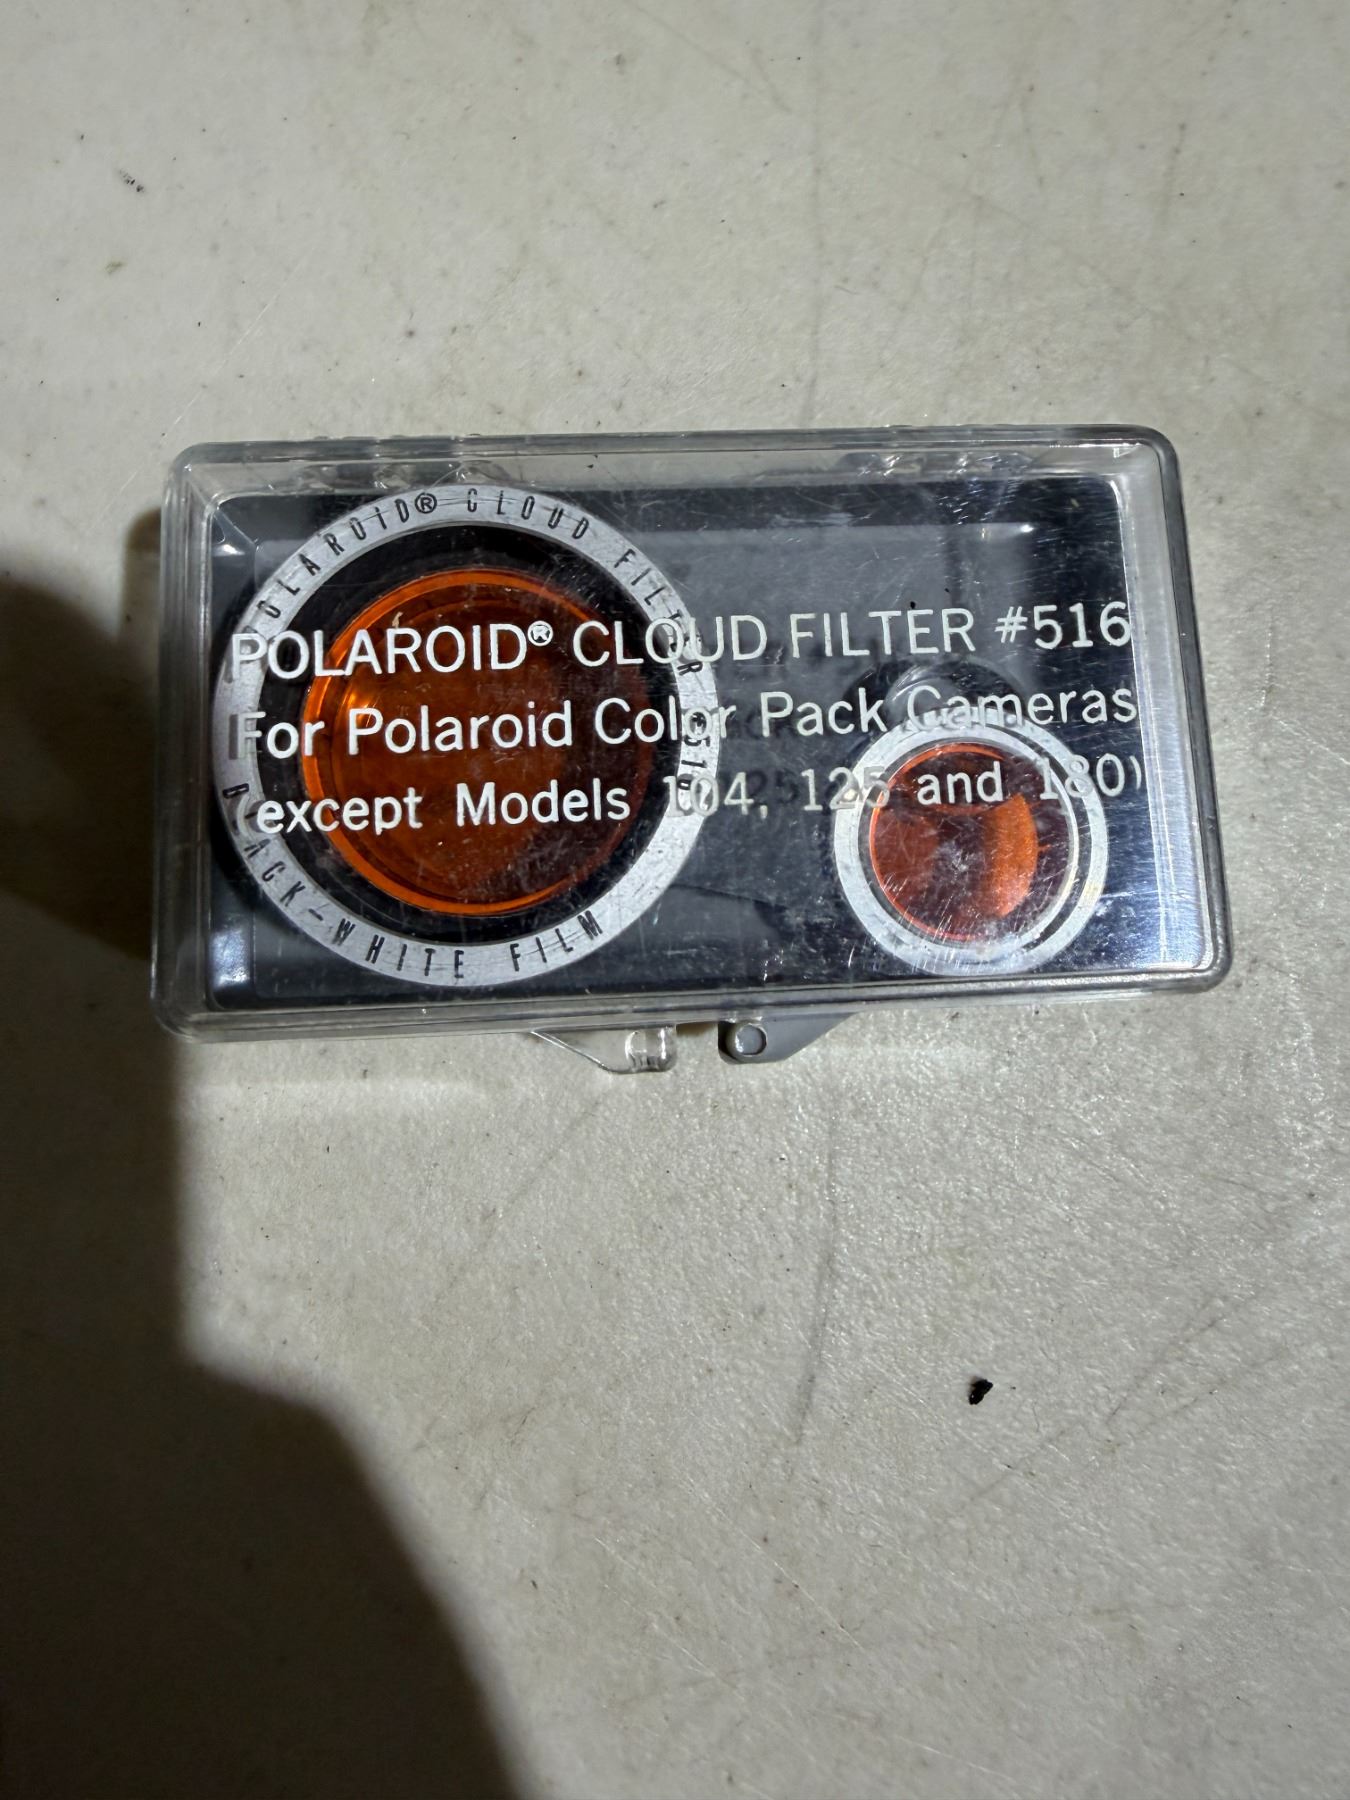 POLAROID® CLOUD FILTER #516
For Polaroid Color Pack Cameras
(except Models 104, 125 and 180)
POLAROID® CLOUD FILTER #516
BLACK-WHITE FILM